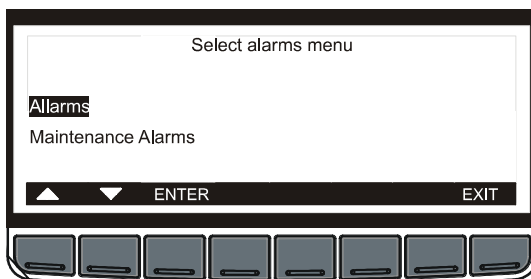 Select alarms menu
Allarms
Maintenance Alarms
ENTER EXIT